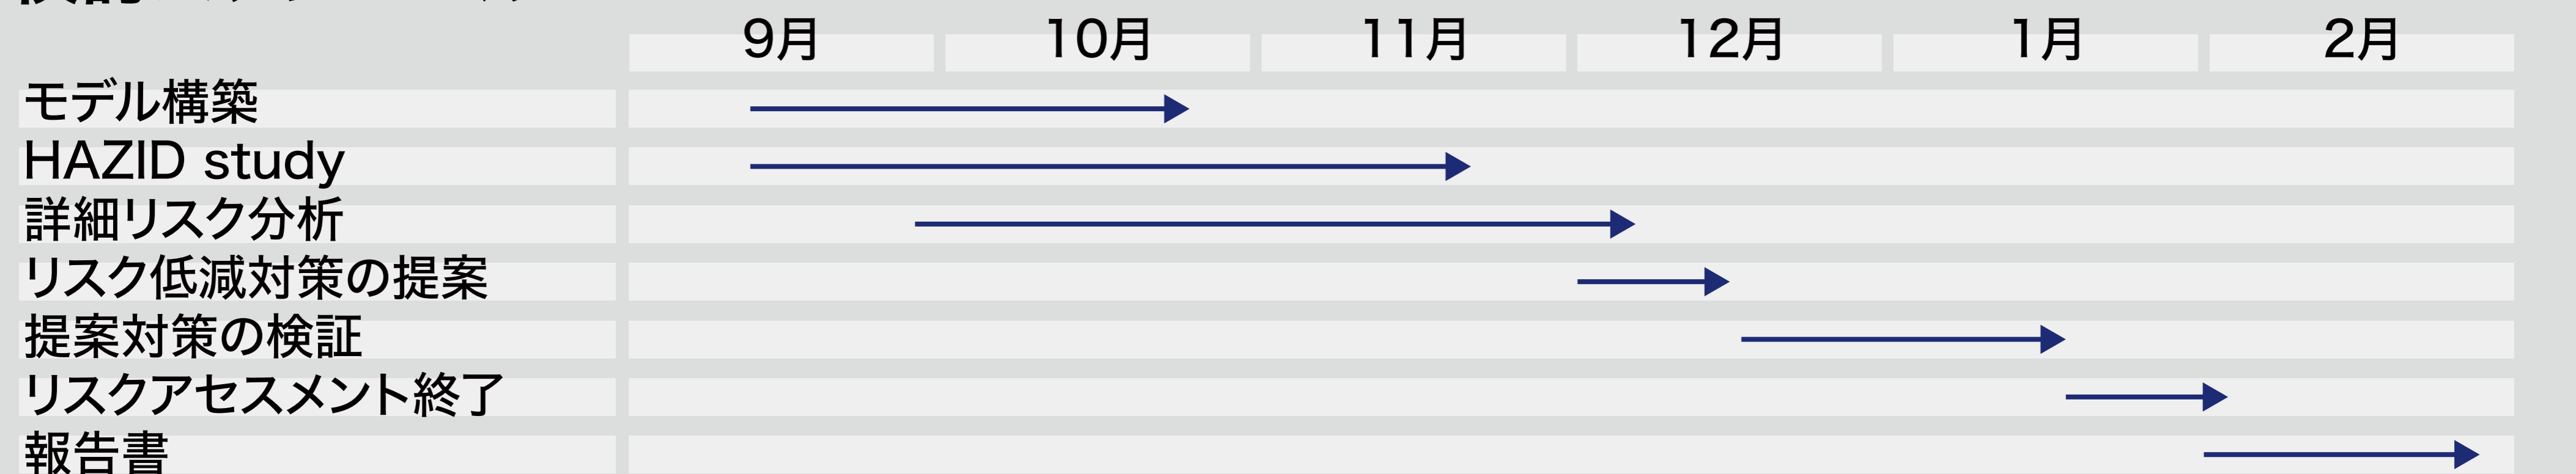 9月 10月 11月 12月 1月 2月
モデル構築
HAZID study
詳細リスク分析
リスク低減対策の提案
提案対策の検証
リスクアセスメント終了
報告書